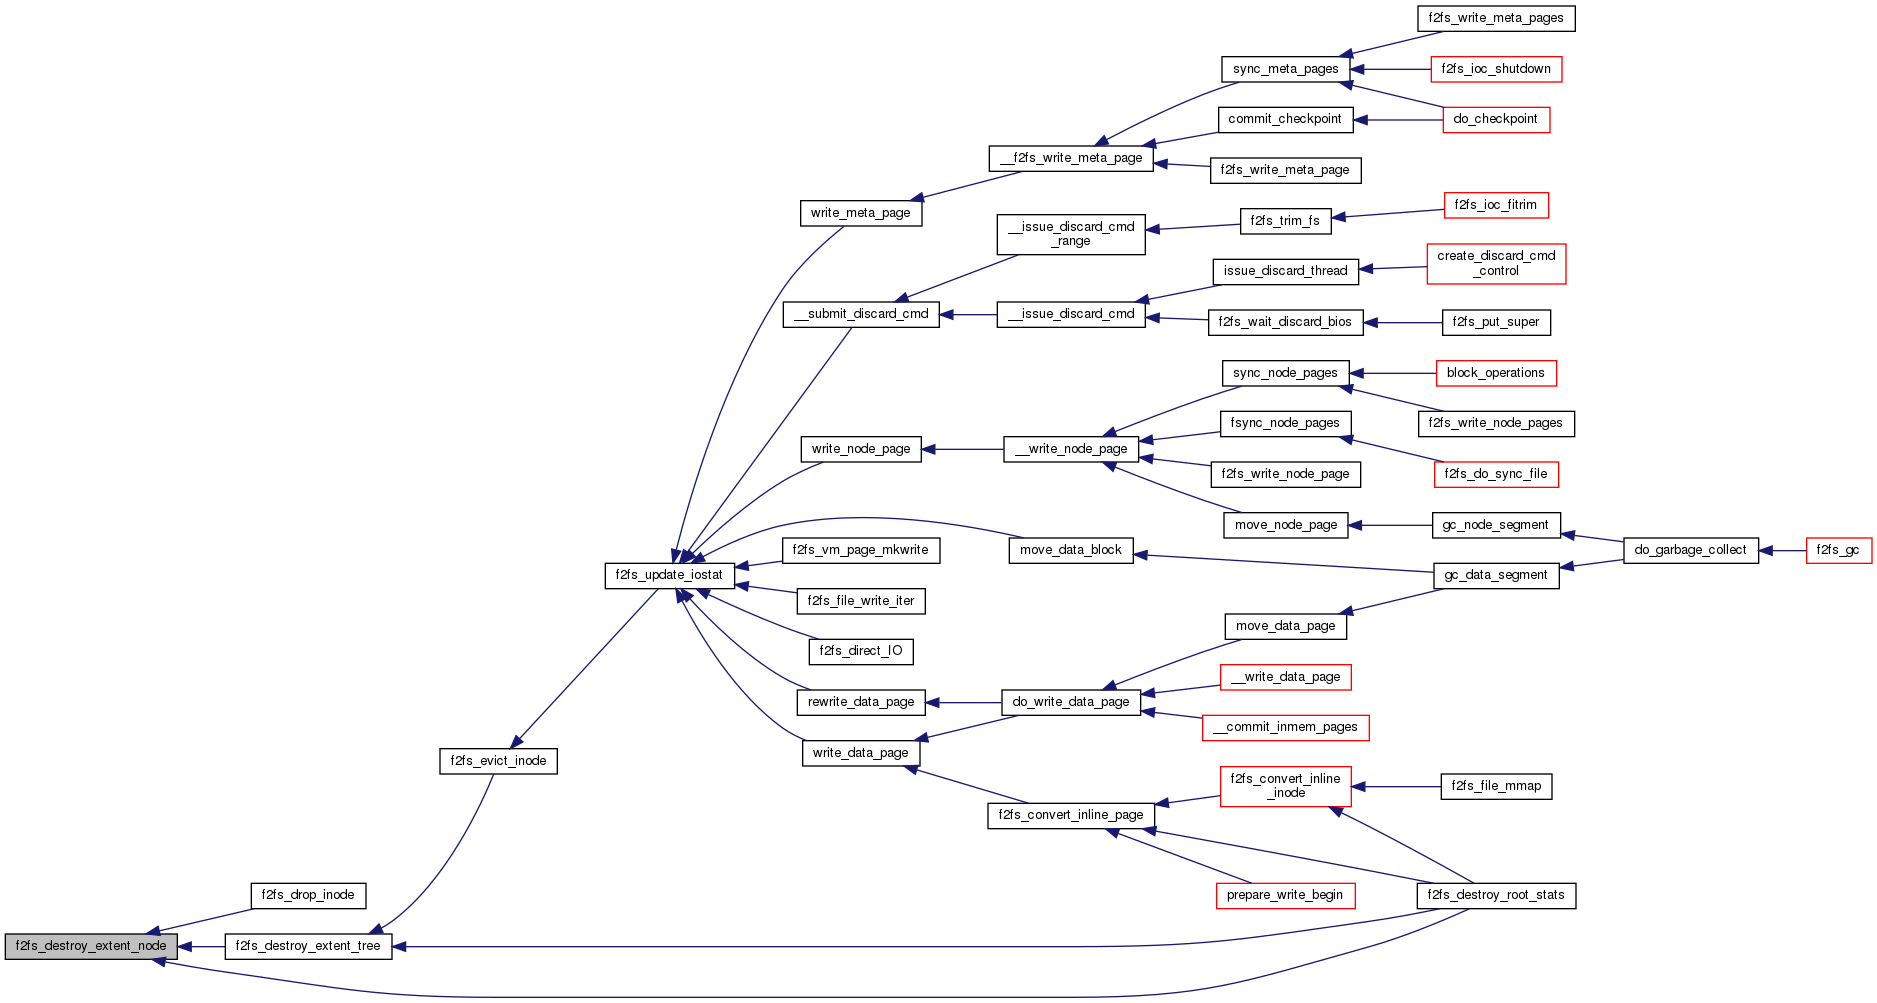 f2fs_write_meta_pages
sync_meta_pages
f2fs_ioc_shutdown
commit_checkpoint
do_checkpoint
__f2fs_write_meta_page
f2fs_write_meta_page
write_meta_page
f2fs_ioc_fitrim
__issue_discard_cmd
_range
f2fs_trim_fs
issue_discard_thread
create_discard_cmd
_control
__submit_discard_cmd
__issue_discard_cmd
f2fs_wait_discard_bios
f2fs_put_super
sync_node_pages
block_operations
fsync_node_pages
f2fs_write_node_pages
write_node_page
__write_node_page
f2fs_write_node_page
f2fs_do_sync_file
move_node_page
gc_node_segment
f2fs_vm_page_mkwrite
move_data_block
do_garbage_collect
f2fs_gc
f2fs_update_iostat
gc_data_segment
f2fs_file_write_iter
move_data_page
f2fs_direct_IO
__write_data_page
rewrite_data_page
do_write_data_page
__commit_inmem_pages
write_data_page
f2fs_evict_inode
f2fs_convert_inline
_inode
f2fs_file_mmap
f2fs_convert_inline_page
f2fs_drop_inode
prepare_write_begin
f2fs_destroy_root_stats
f2fs_destroy_extent_node
f2fs_destroy_extent_tree